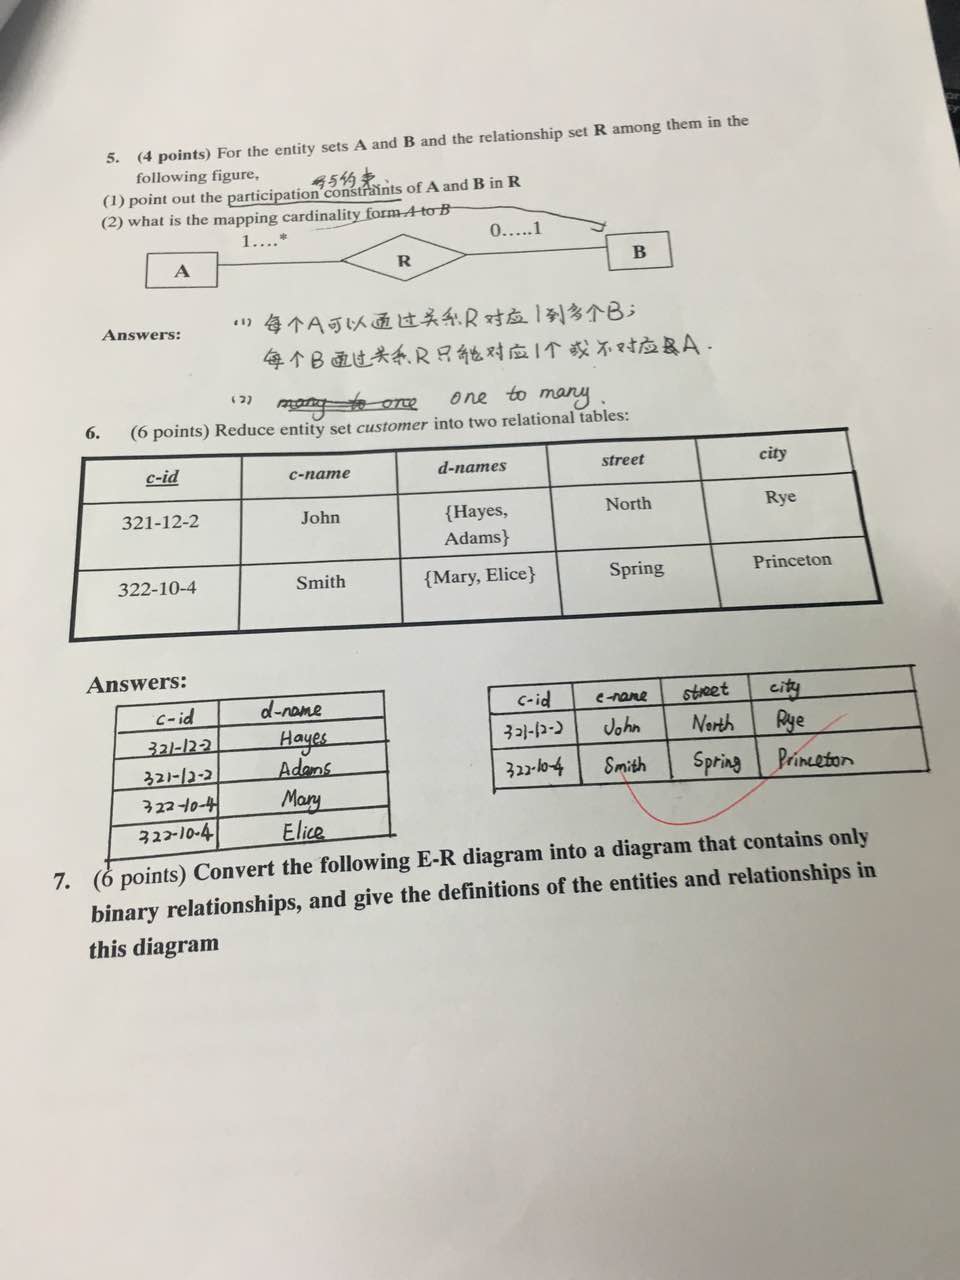 5. (4 points) For the entity sets A and B and the relationship set R among them in the
following figure,
参与约束
(1) point out the participation constraints of A and B in R
(2) what is the mapping cardinality form A to B
1....*
0.....1
A
R
B
Answers:
(1) 每个A可以通过关系R对应1到多个B;
每个B通过关系R只能对应1个或不对应A.
(2) many to one one to many.
6. (6 points) Reduce entity set customer into two relational tables:
c-id c-name d-names street city
321-12-2 John {Hayes, North Rye
Adams}
322-10-4 Smith {Mary, Elice} Spring Princeton
Answers:
c-id d-name
321-12-2 Hayes
321-12-2 Adams
322-10-4 Mary
322-10-4 Elice
c-id c-name street city
321-12-2 John North Rye
322-10-4 Smith Spring Princeton
7. (6 points) Convert the following E-R diagram into a diagram that contains only
binary relationships, and give the definitions of the entities and relationships in
this diagram